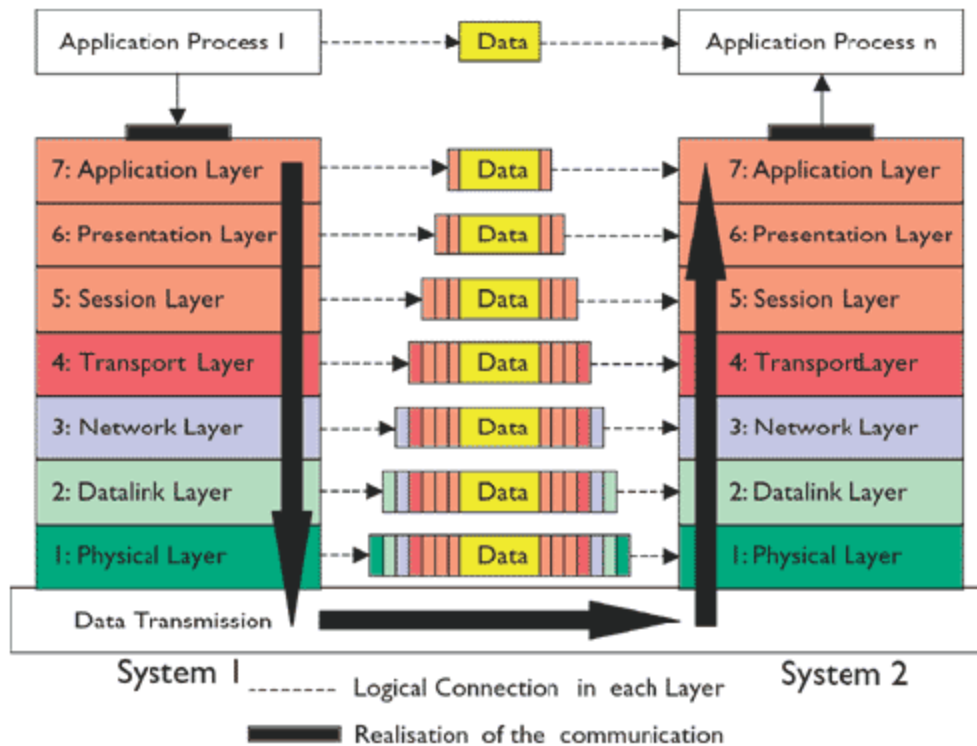 Application Process 1
Data
Application Process n
7: Application Layer
Data
7: Application Layer
6: Presentation Layer
Data
6: Presentation Layer
5: Session Layer
Data
5: Session Layer
4: Transport Layer
Data
4: TransportLayer
3: Network Layer
Data
3: Network Layer
2: Datalink Layer
Data
2: Datalink Layer
1: Physical Layer
Data
1: Physical Layer
Data Transmission
System 1
System 2
Logical Connection in each Layer
Realisation of the communication